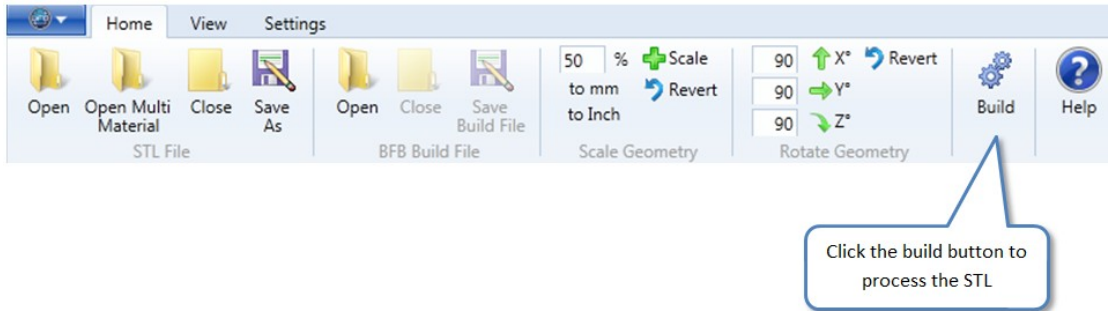 Home View Settings
Open
Open Multi
Material
Close
Save
As
STL File
Open
Close
Save
Build File
BFB Build File
50 % Scale
to mm Revert
to Inch
Scale Geometry
90 X° Revert
90 Y°
90 Z°
Rotate Geometry
Build
Help
Click the build button to
process the STL